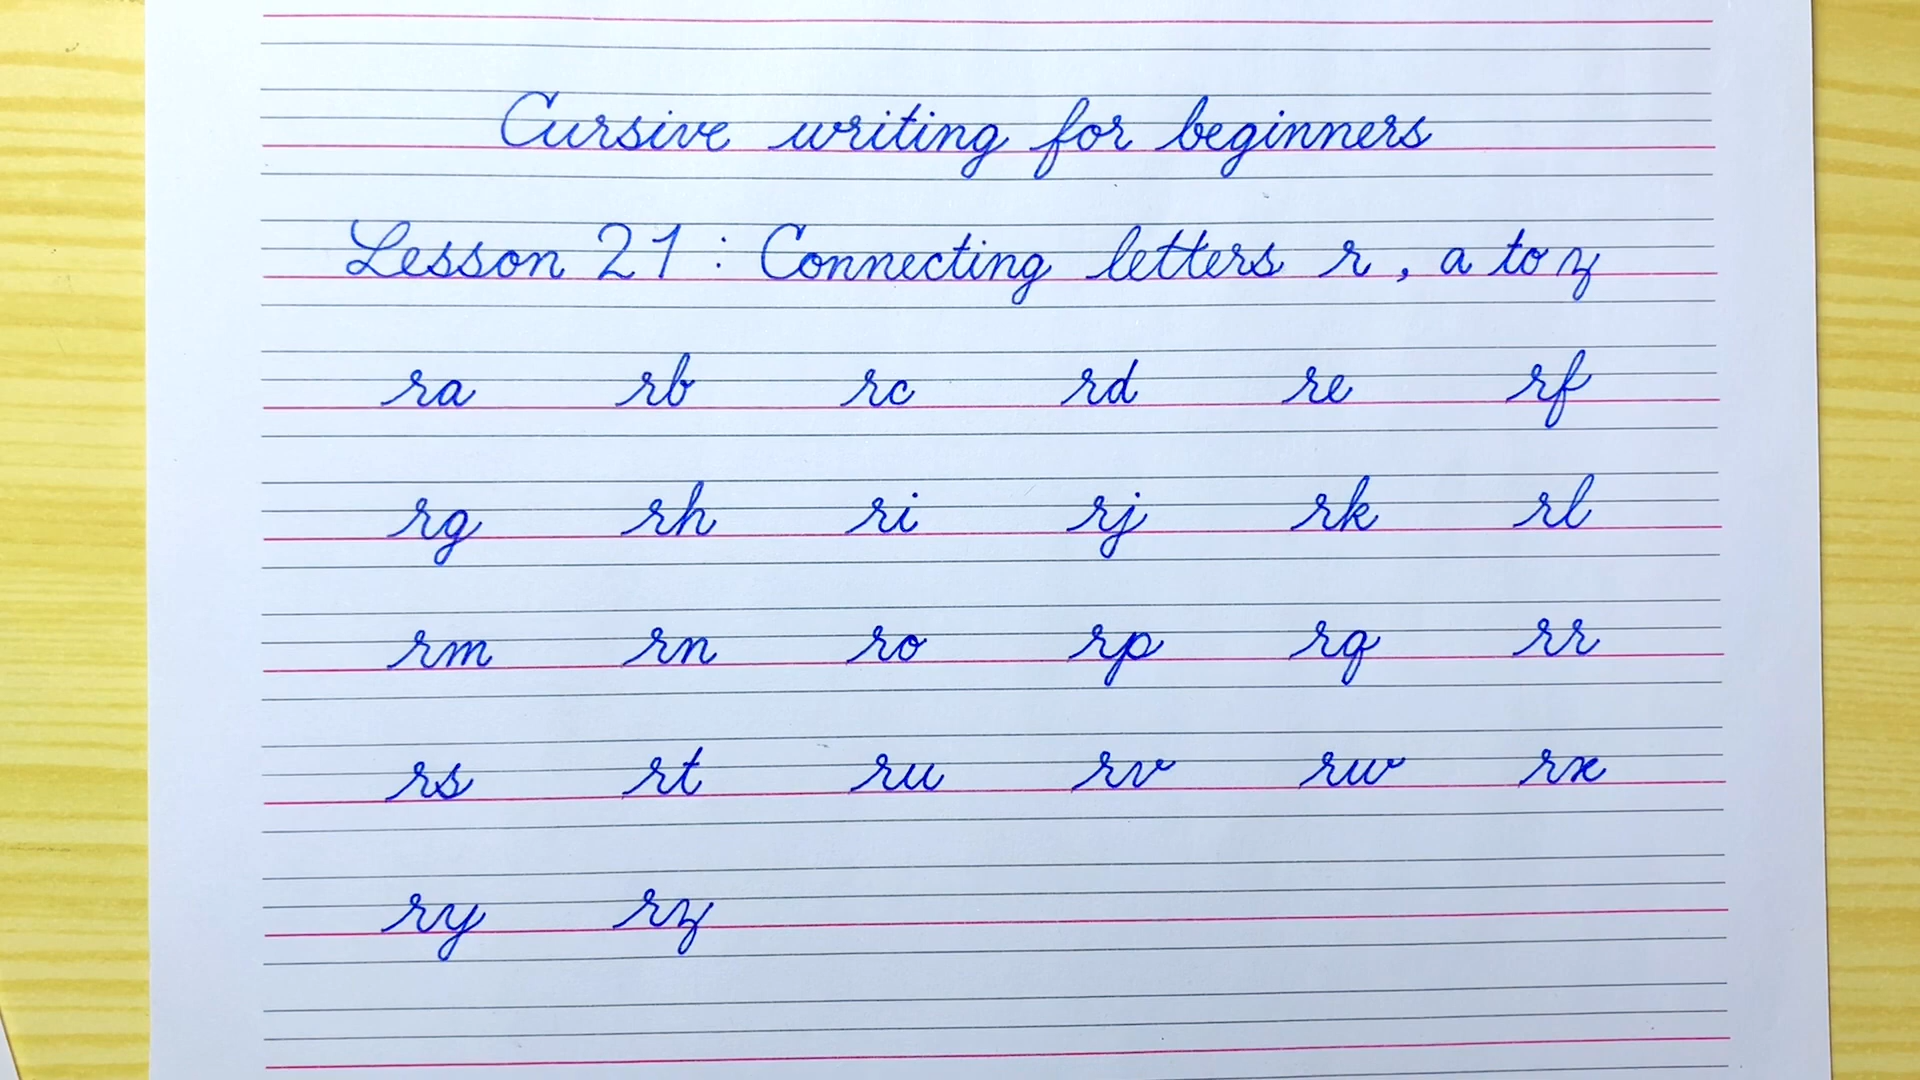 Cursive writing for beginners
Lesson 21 : Connecting letters r , a to z
ra rb rc rd re rf
rg rh ri rj rk rl
rm rn ro rp rq rr
rs rt ru rv rw rx
ry rz